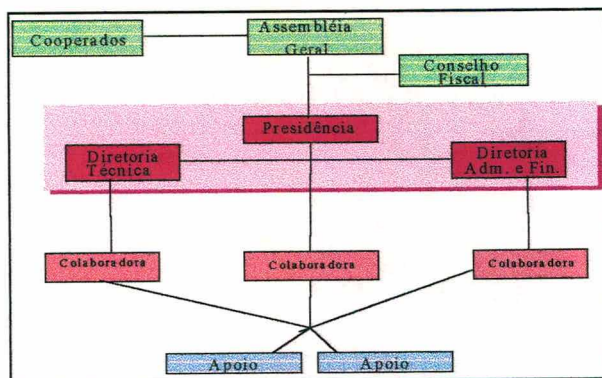 Cooperados
Assembléia
Geral
Conselho
Fiscal
Presidência
Diretoria
Técnica
Diretoria
Adm. e Fin.
Colaboradora
Colaboradora
Colaboradora
Apoio
Apoio